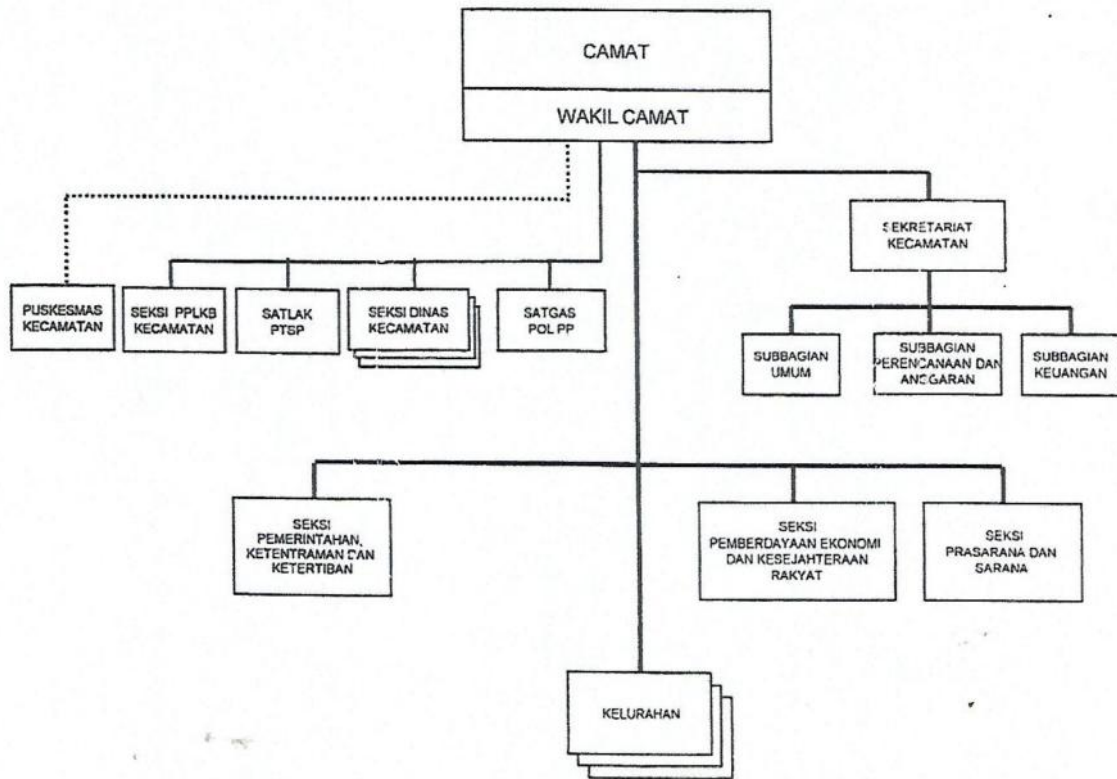 CAMAT
WAKIL CAMAT
SEKRETARIAT
KECAMATAN
PUSKESMAS
KECAMATAN
SEKSI PPLKB
KECAMATAN
SATLAK
PTSP
SEKSI DINAS
KECAMATAN
SATGAS
POL PP
SUBBAGIAN
UMUM
SUBBAGIAN
PERENCANAAN DAN
ANGGARAN
SUBBAGIAN
KEUANGAN
SEKSI
PEMERINTAHAN,
KETENTRAMAN DAN
KETERTIBAN
SEKSI
PEMBERDAYAAN EKONOMI
DAN KESEJAHTERAAN
RAKYAT
SEKSI
PRASARANA DAN
SARANA
KELURAHAN